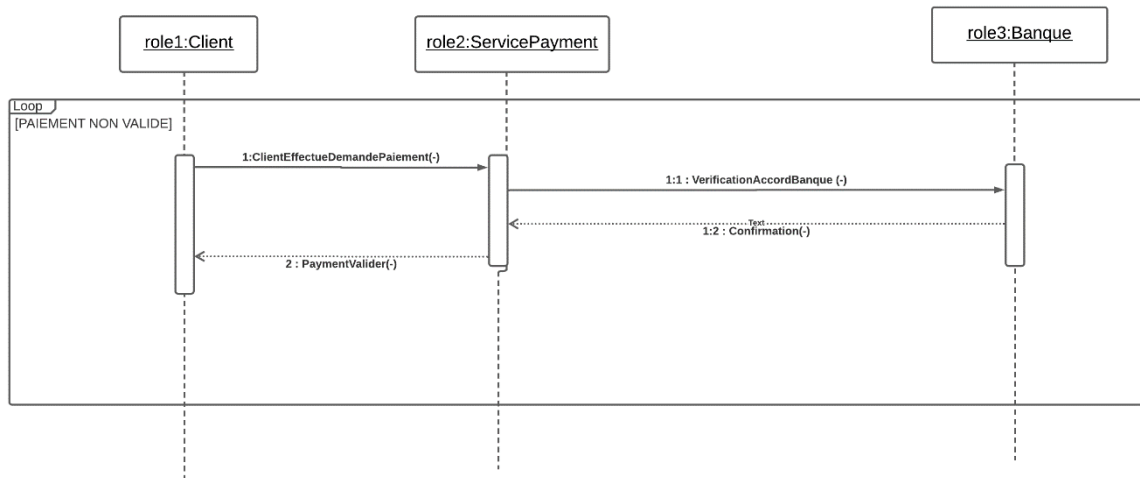 role1:Client
role2:ServicePayment
role3:Banque
Loop
[PAIEMENT NON VALIDE]
1:ClientEffectueDemandePaiement(-)
1:1 : VerificationAccordBanque (-)
Text
1:2 : Confirmation(-)
2 : PaymentValider(-)